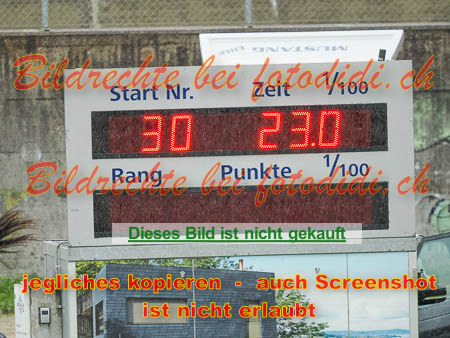 MUSTANG
Bildrechte bei fotodidi.ch
Start Nr. Zeit 1/100
30 23.0
Bildrechte bei fotodidi.ch
Rang Punkte 1/100
Dieses Bild ist nicht gekauft
jegliches kopieren - auch Screenshot
ist nicht erlaubt